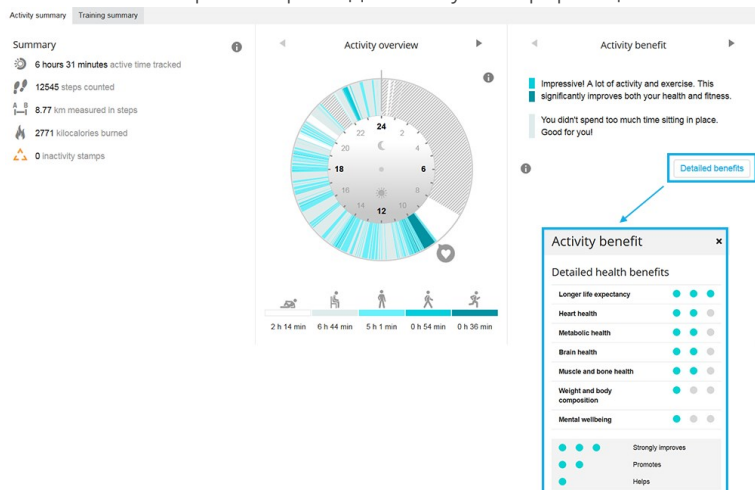 Activity summary
Training summary
Summary
6 hours 31 minutes active time tracked
12545 steps counted
A B
8.77 km measured in steps
2771 kilocalories burned
0 inactivity stamps
Activity overview
24
2
4
6
8
10
12
14
16
18
20
22
2 h 14 min
6 h 44 min
5 h 1 min
0 h 54 min
0 h 36 min
Activity benefit
Impressive! A lot of activity and exercise. This
significantly improves both your health and fitness.
You didn't spend too much time sitting in place.
Good for you!
Detailed benefits
Activity benefit ×
Detailed health benefits
Longer life expectancy
Heart health
Metabolic health
Brain health
Muscle and bone health
Weight and body
composition
Mental wellbeing
Strongly improves
Promotes
Helps